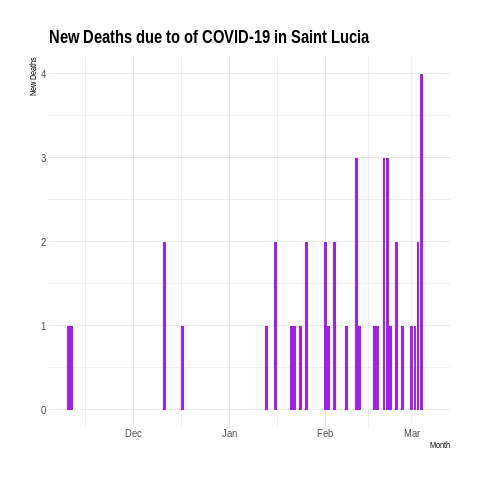 New Deaths due to of COVID-19 in Saint Lucia
New Deaths
4
3
2
1
0
Dec Jan Feb Mar
Month